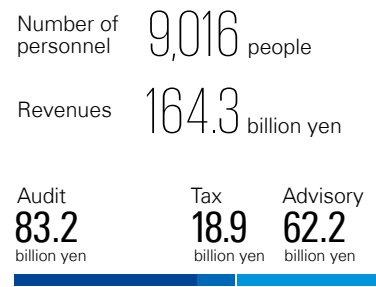 Number of
personnel 9,016 people
Revenues 164.3 billion yen
Audit Tax Advisory
83.2 18.9 62.2
billion yen billion yen billion yen